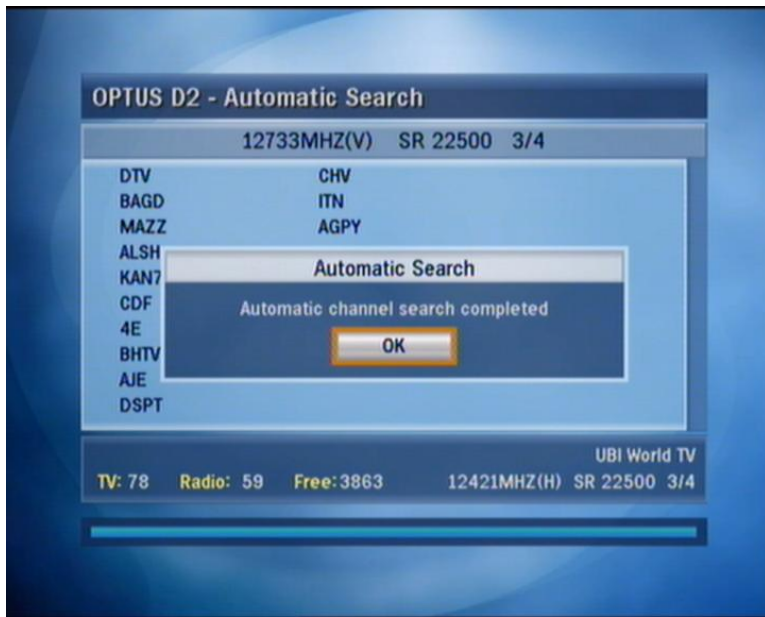 OPTUS D2 - Automatic Search
12733MHZ(V) SR 22500 3/4
DTV CHV
BAGD ITN
MAZZ AGPY
ALSH
KAN7
CDF
4E
BHTV
AJE
DSPT
Automatic Search
Automatic channel search completed
OK
UBI World TV
TV: 78 Radio: 59 Free: 3863 12421MHZ(H) SR 22500 3/4